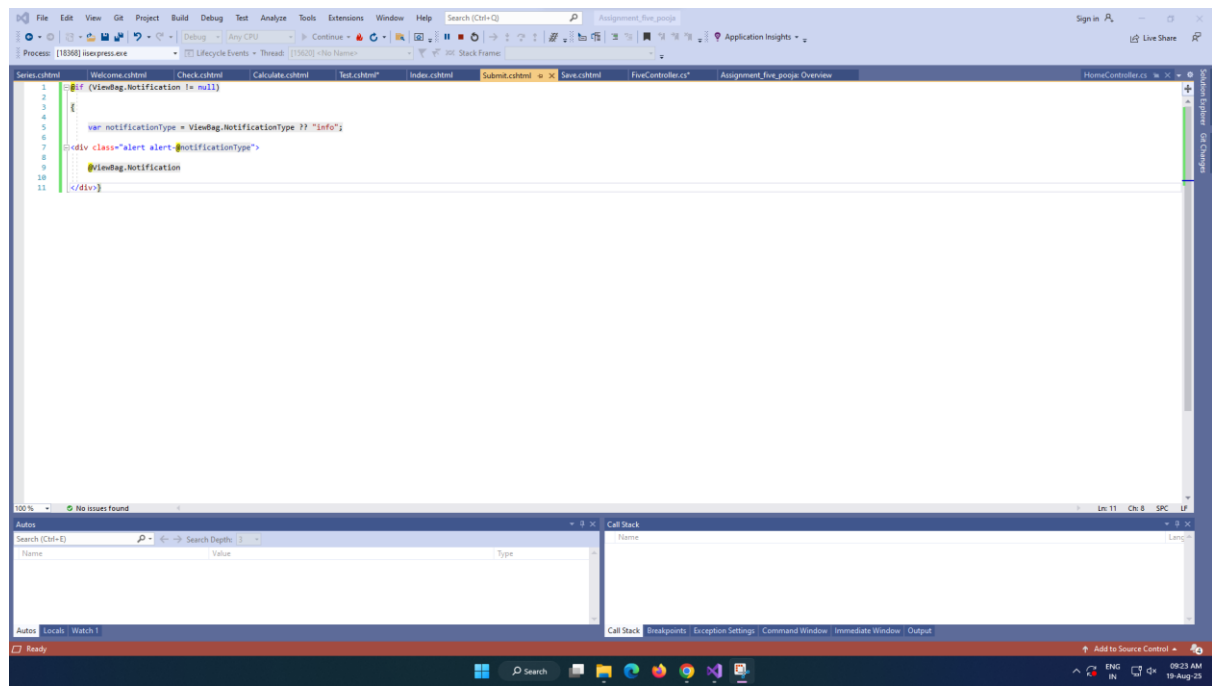 File Edit View Git Project Build Debug Test Analyze Tools Extensions Window Help Search (Ctrl+Q) Assignment_five_pooja Sign in
Debug Any CPU Continue Application Insights Live Share
Process: [18368] iisexpress.exe Lifecycle Events Thread: [15620] <No Name> Stack Frame:
Series.cshtml Welcome.cshtml Check.cshtml Calculate.cshtml Test.cshtml* Index.cshtml Submit.cshtml Save.cshtml FiveController.cs* Assignment_five_pooja: Overview HomeController.cs
1 @if (ViewBag.Notification != null)
2
3 {
4
5 var notificationType = ViewBag.NotificationType ?? "info";
6
7 <div class="alert alert-@notificationType">
8
9 @ViewBag.Notification
10
11 </div>}
Solution Explorer
Git Changes
100 % No issues found Ln: 11 Ch: 8 SPC LF
Autos
Search (Ctrl+E) Search Depth: 3
Name Value Type
Autos Locals Watch 1
Call Stack
Name Lang
Call Stack Breakpoints Exception Settings Command Window Immediate Window Output
Ready Add to Source Control
Search
ENG
IN
09:23 AM
19-Aug-25